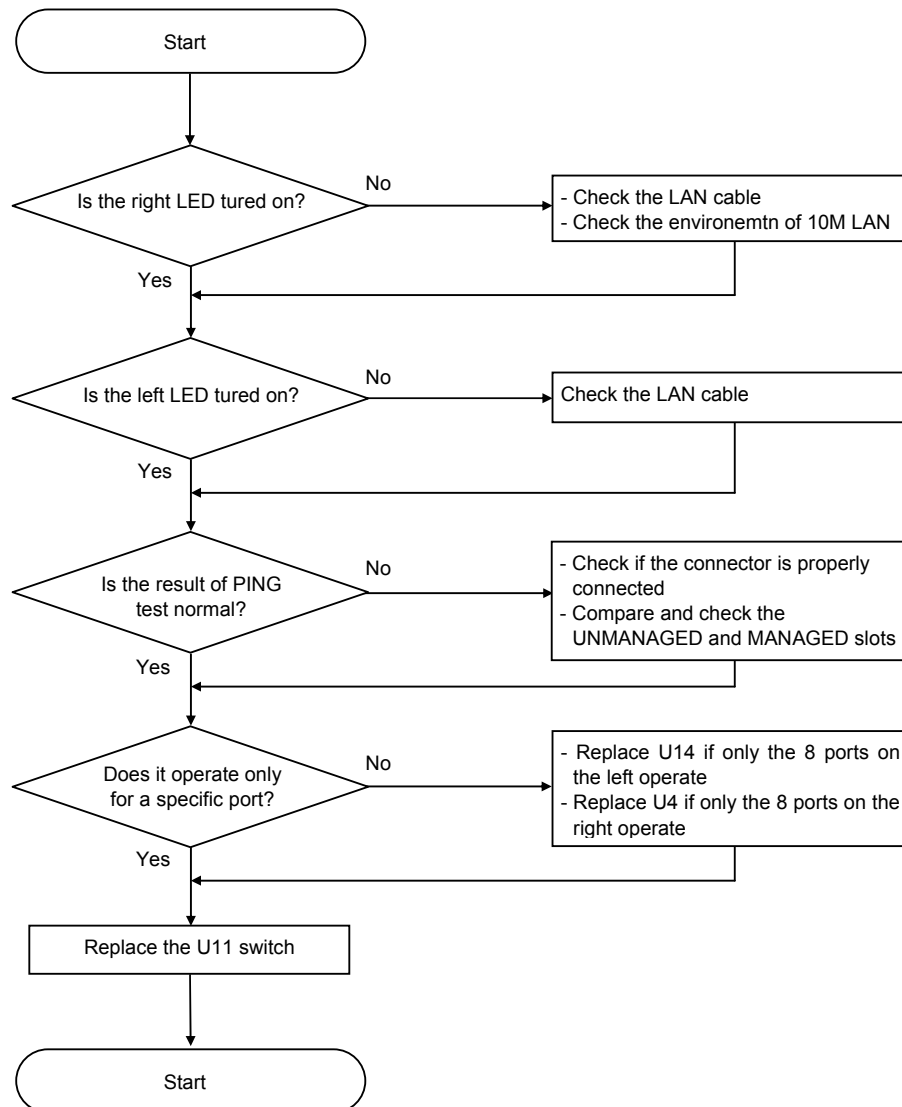 Start
Is the right LED tured on?
No
- Check the LAN cable
- Check the environemtn of 10M LAN
Yes
Is the left LED tured on?
No
Check the LAN cable
Yes
Is the result of PING
test normal?
No
- Check if the connector is properly
connected
- Compare and check the
UNMANAGED and MANAGED slots
Yes
Does it operate only
for a specific port?
No
- Replace U14 if only the 8 ports on
the left operate
- Replace U4 if only the 8 ports on the
right operate
Yes
Replace the U11 switch
Start